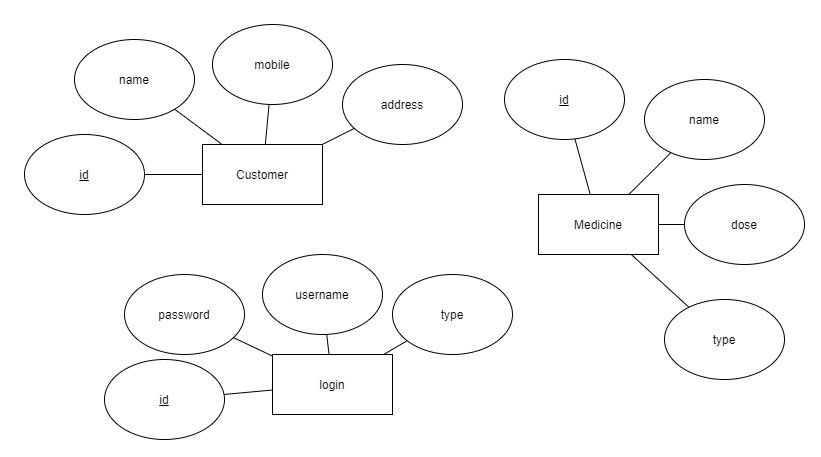 name
mobile
address
id
Customer
id
name
Medicine
dose
type
password
username
type
id
login